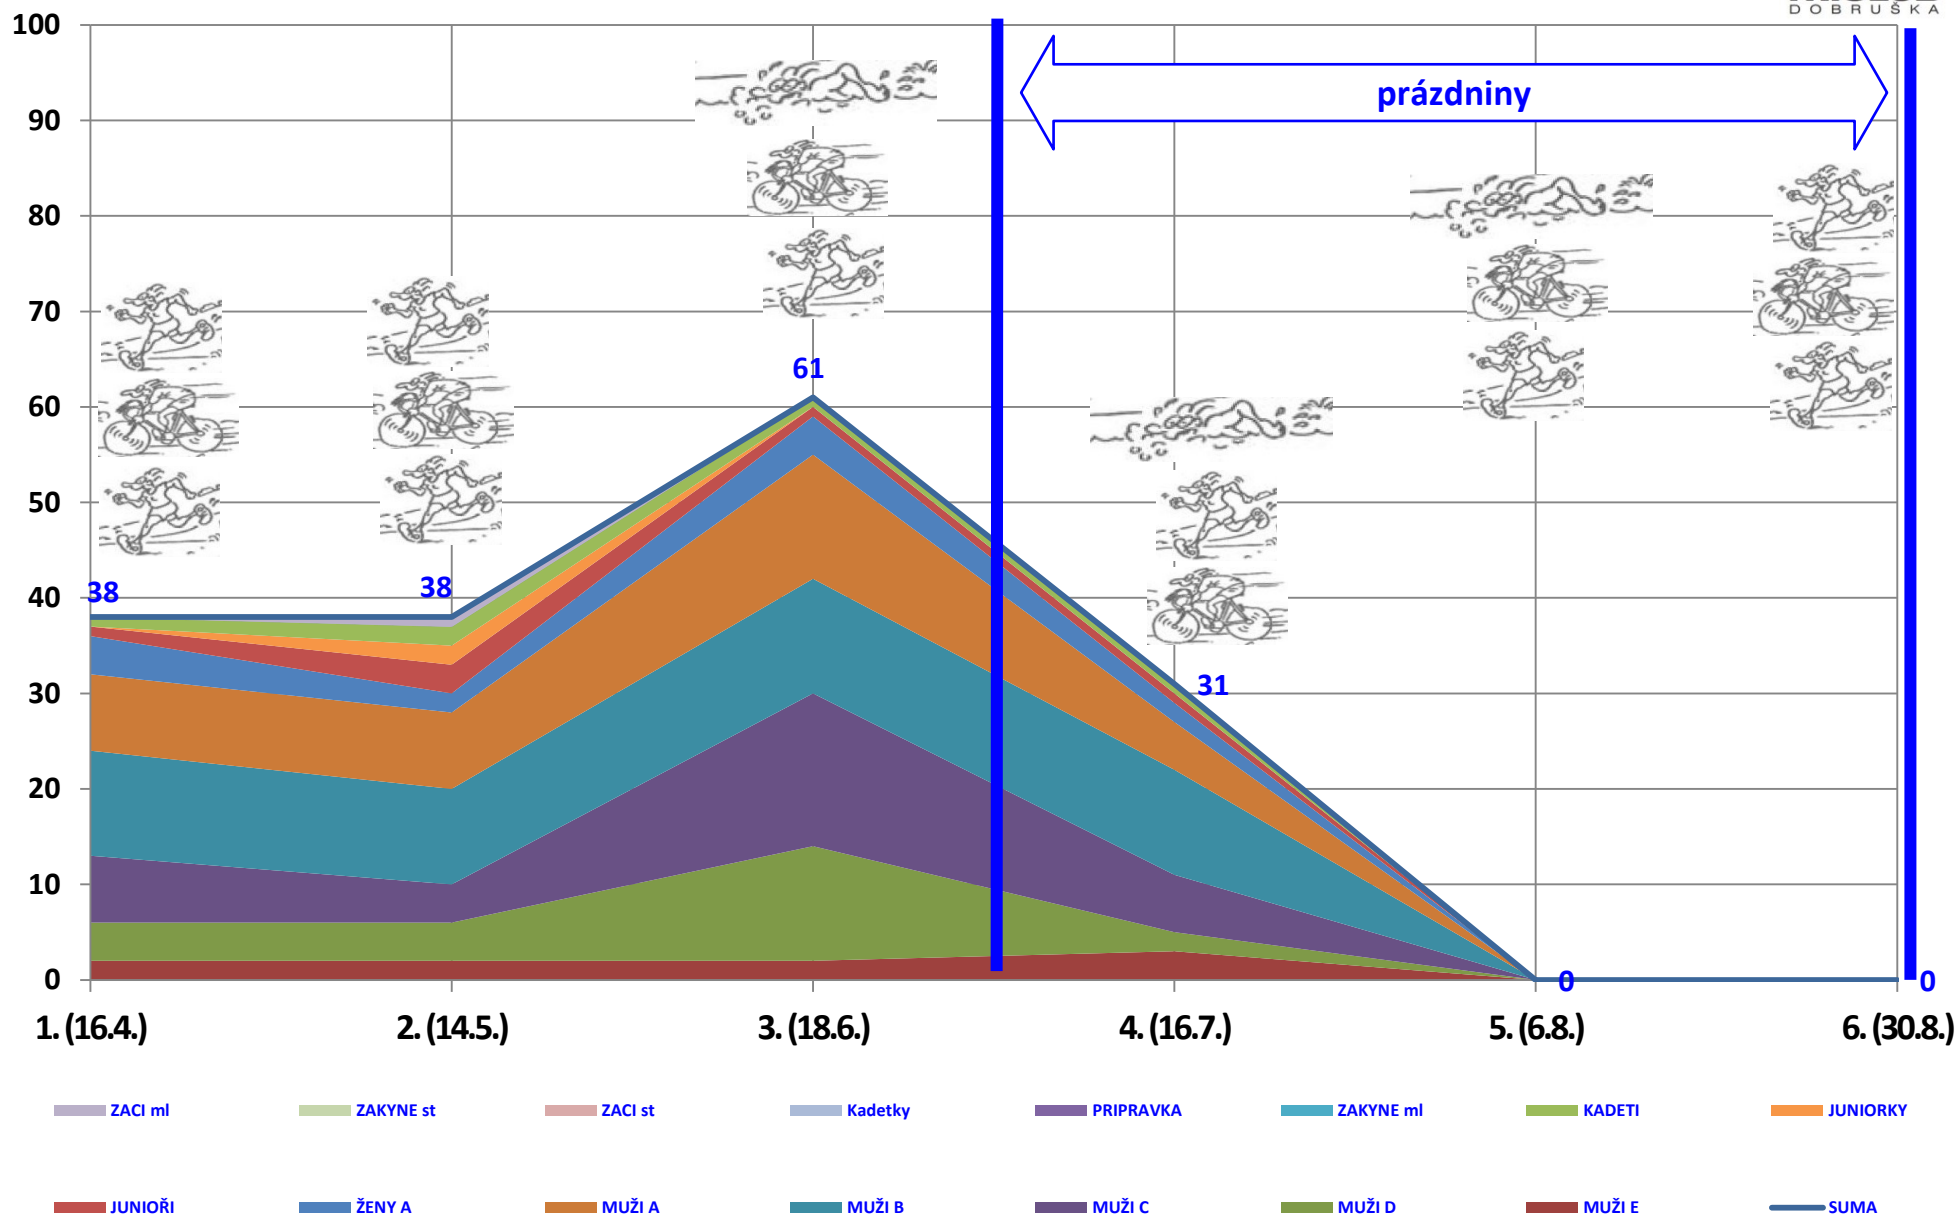 DOBRUŠKA
100
90
80
70
60
50
40
30
20
10
0
prázdniny
38
38
61
31
0
0
1. (16.4.)
2. (14.5.)
3. (18.6.)
4. (16.7.)
5. (6.8.)
6. (30.8.)
ZACI ml
ZAKYNE st
ZACI st
Kadetky
PRIPRAVKA
ZAKYNE ml
KADETI
JUNIORKY
JUNIOŘI
ŽENY A
MUŽI A
MUŽI B
MUŽI C
MUŽI D
MUŽI E
SUMA